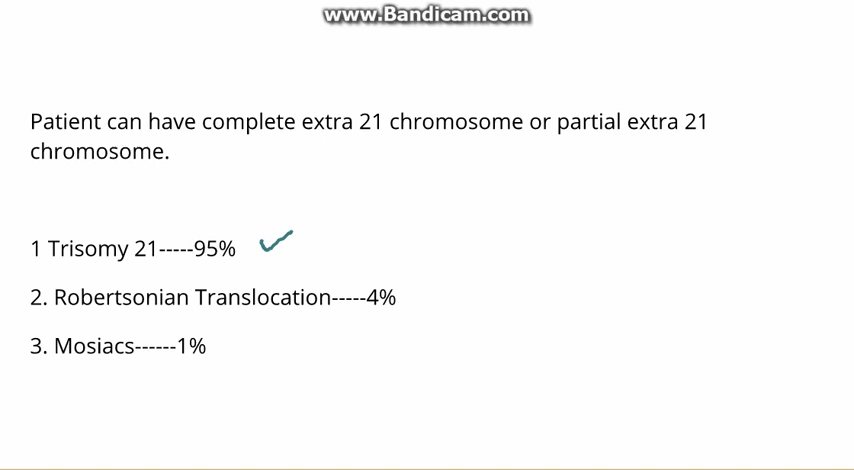 www.Bandicam.com
Patient can have complete extra 21 chromosome or partial extra 21
chromosome.
1 Trisomy 21-----95%
2. Robertsonian Translocation-----4%
3. Mosiacs------1%